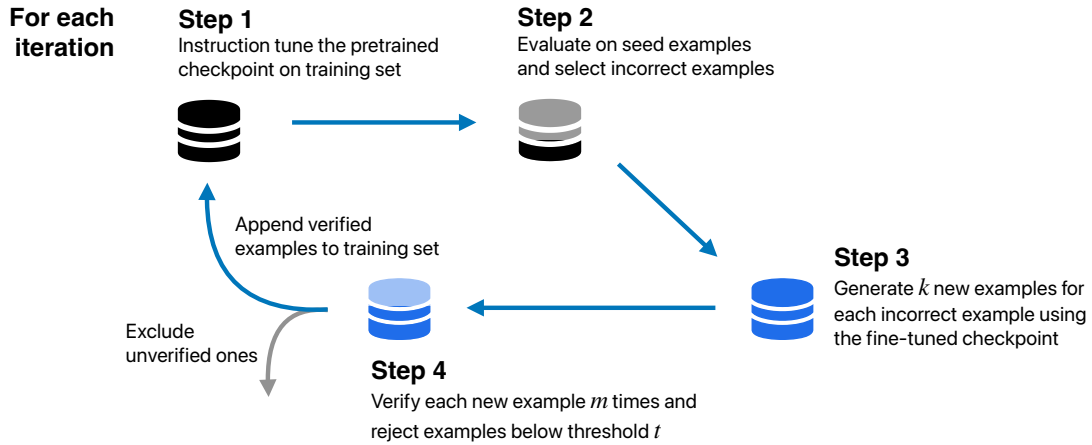 For each
iteration
Step 1
Instruction tune the pretrained
checkpoint on training set
Step 2
Evaluate on seed examples
and select incorrect examples
Append verified
examples to training set
Step 3
Generate k new examples for
each incorrect example using
the fine-tuned checkpoint
Exclude
unverified ones
Step 4
Verify each new example m times and
reject examples below threshold t